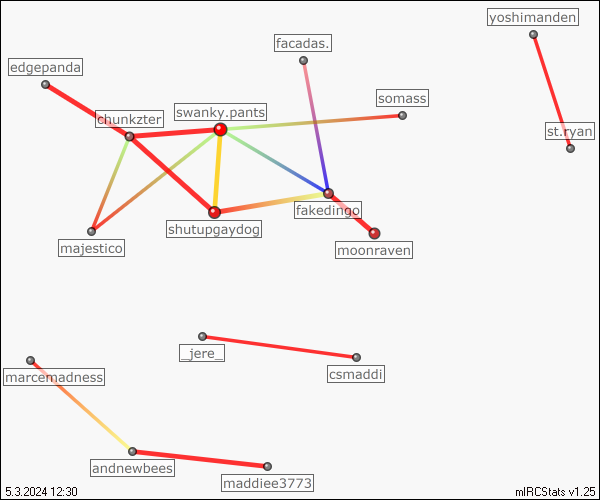 yoshimanden
facadas.
edgepanda
somass
swanky.pants
chunkzter
st.ryan
fakedingo
shutupgaydog
majestico
moonraven
_jere_
csmaddi
marcemadness
andnewbees
maddiee3773
5.3.2024 12:30
mIRCStats v1.25